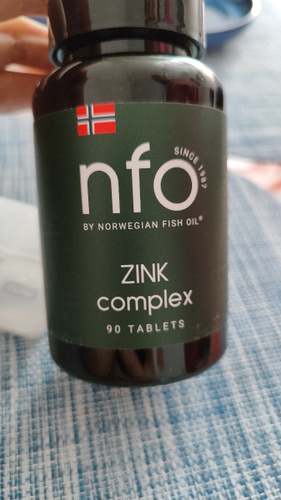 nfo
SINCE 1987
BY NORWEGIAN FISH OIL®
ZINK
complex
90 TABLETS